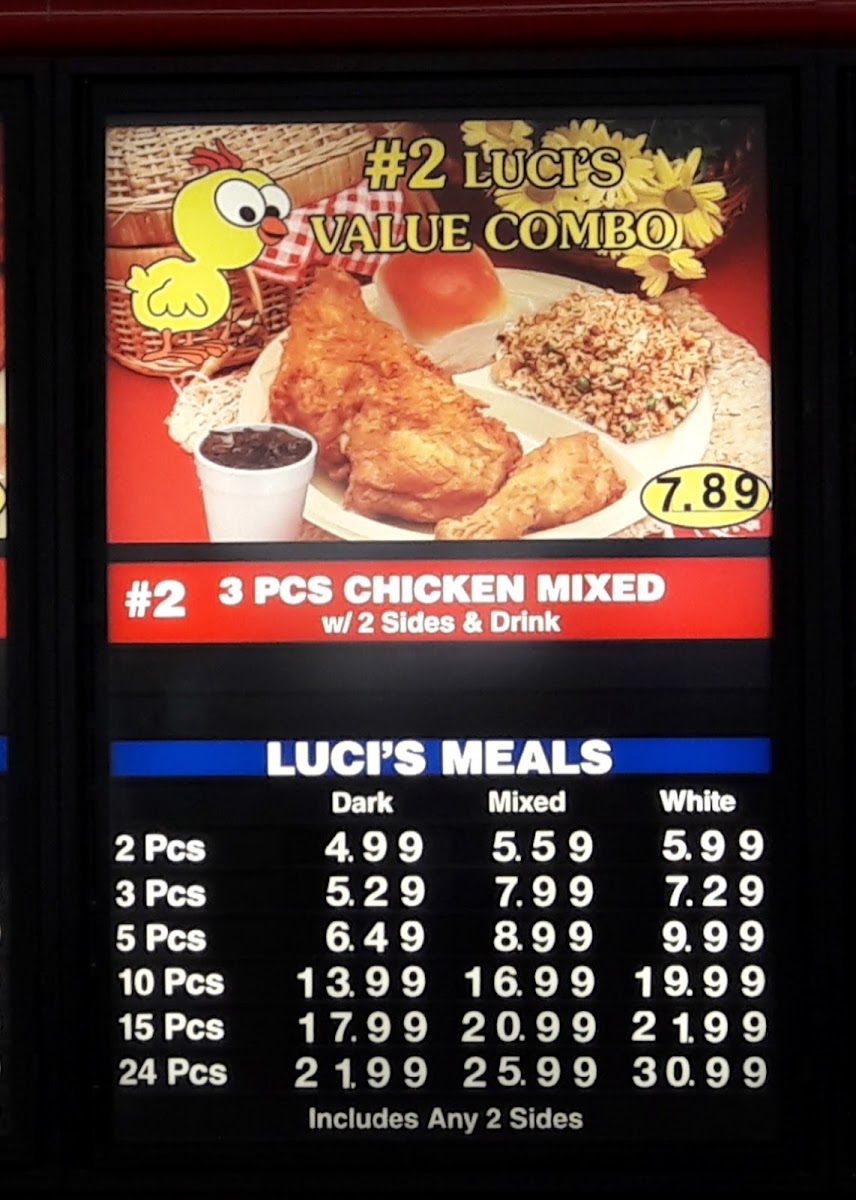 #2 LUCI'S
VALUE COMBO
7.89
#2 3 PCS CHICKEN MIXED
w/ 2 Sides & Drink
LUCI'S MEALS
Dark Mixed White
2 Pcs 4.99 5.59 5.99
3 Pcs 5.29 7.99 7.29
5 Pcs 6.49 8.99 9.99
10 Pcs 13.99 16.99 19.99
15 Pcs 17.99 20.99 21.99
24 Pcs 21.99 25.99 30.99
Includes Any 2 Sides